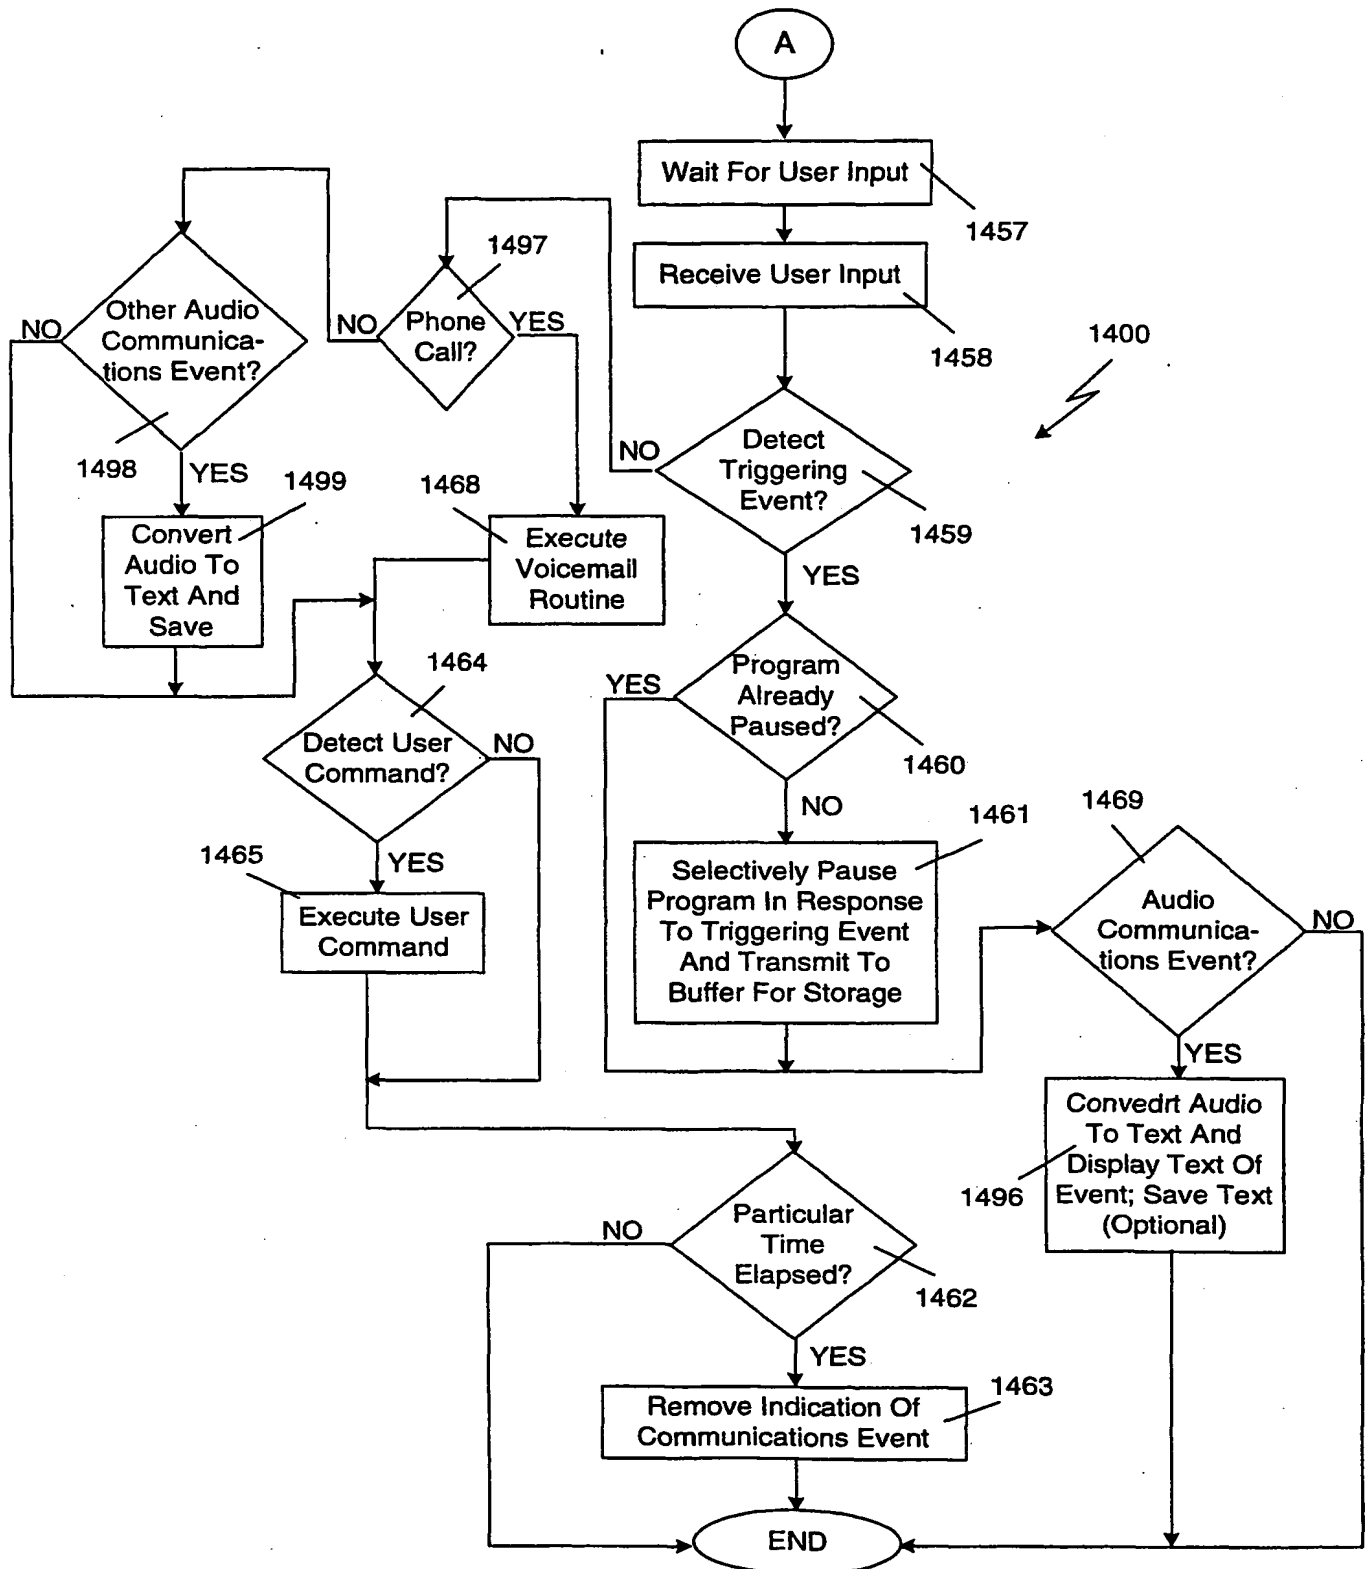 A
Wait For User Input
1457
Receive User Input
1458
1400
Detect
Triggering
Event?
1459
NO
YES
1497
Phone
Call?
NO
YES
Other Audio
Communica-
tions Event?
NO
1498
YES
1499
Convert
Audio To
Text And
Save
1468
Execute
Voicemail
Routine
1464
Detect User
Command?
NO
YES
1465
Execute User
Command
Program
Already
Paused?
YES
1460
NO
1461
Selectively Pause
Program In Response
To Triggering Event
And Transmit To
Buffer For Storage
1469
Audio
Communica-
tions Event?
NO
YES
Convedrt Audio
To Text And
Display Text Of
Event; Save Text
(Optional)
1496
Particular
Time
Elapsed?
NO
1462
YES
1463
Remove Indication Of
Communications Event
END